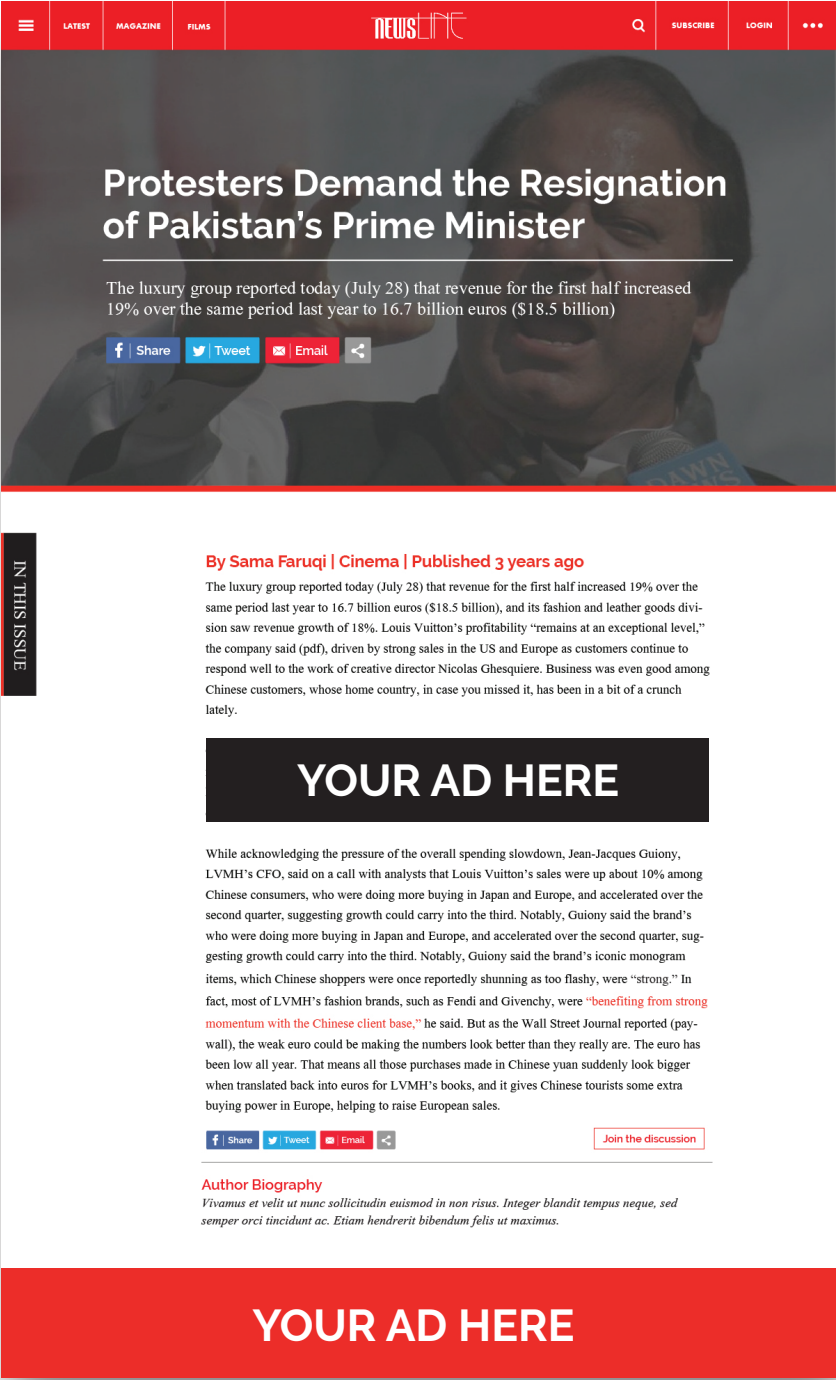 LATEST
MAGAZINE
FILMS
NEWSLINE
SUBSCRIBE
LOGIN
Protesters Demand the Resignation
of Pakistan's Prime Minister
The luxury group reported today (July 28) that revenue for the first half increased
19% over the same period last year to 16.7 billion euros ($18.5 billion)
Share
Tweet
Email
DAWN
NEWS
IN THIS ISSUE
By Sama Faruqi | Cinema | Published 3 years ago
The luxury group reported today (July 28) that revenue for the first half increased 19% over the
same period last year to 16.7 billion euros ($18.5 billion), and its fashion and leather goods divi-
sion saw revenue growth of 18%. Louis Vuitton's profitability “remains at an exceptional level,”
the company said (pdf), driven by strong sales in the US and Europe as customers continue to
respond well to the work of creative director Nicolas Ghesquiere. Business was even good among
Chinese customers, whose home country, in case you missed it, has been in a bit of a crunch
lately.
YOUR AD HERE
While acknowledging the pressure of the overall spending slowdown, Jean-Jacques Guiony,
LVMH's CFO, said on a call with analysts that Louis Vuitton's sales were up about 10% among
Chinese consumers, who were doing more buying in Japan and Europe, and accelerated over the
second quarter, suggesting growth could carry into the third. Notably, Guiony said the brand's
who were doing more buying in Japan and Europe, and accelerated over the second quarter, sug-
gesting growth could carry into the third. Notably, Guiony said the brand's iconic monogram
items, which Chinese shoppers were once reportedly shunning as too flashy, were “strong.” In
fact, most of LVMH's fashion brands, such as Fendi and Givenchy, were “benefiting from strong
momentum with the Chinese client base,” he said. But as the Wall Street Journal reported (pay-
wall), the weak euro could be making the numbers look better than they really are. The euro has
been low all year. That means all those purchases made in Chinese yuan suddenly look bigger
when translated back into euros for LVMH's books, and it gives Chinese tourists some extra
buying power in Europe, helping to raise European sales.
Share
Tweet
Email
Join the discussion
Author Biography
Vivamus et velit ut nunc sollicitudin euismod in non risus. Integer blandit tempus neque, sed
semper orci tincidunt ac. Etiam hendrerit bibendum felis ut maximus.
YOUR AD HERE